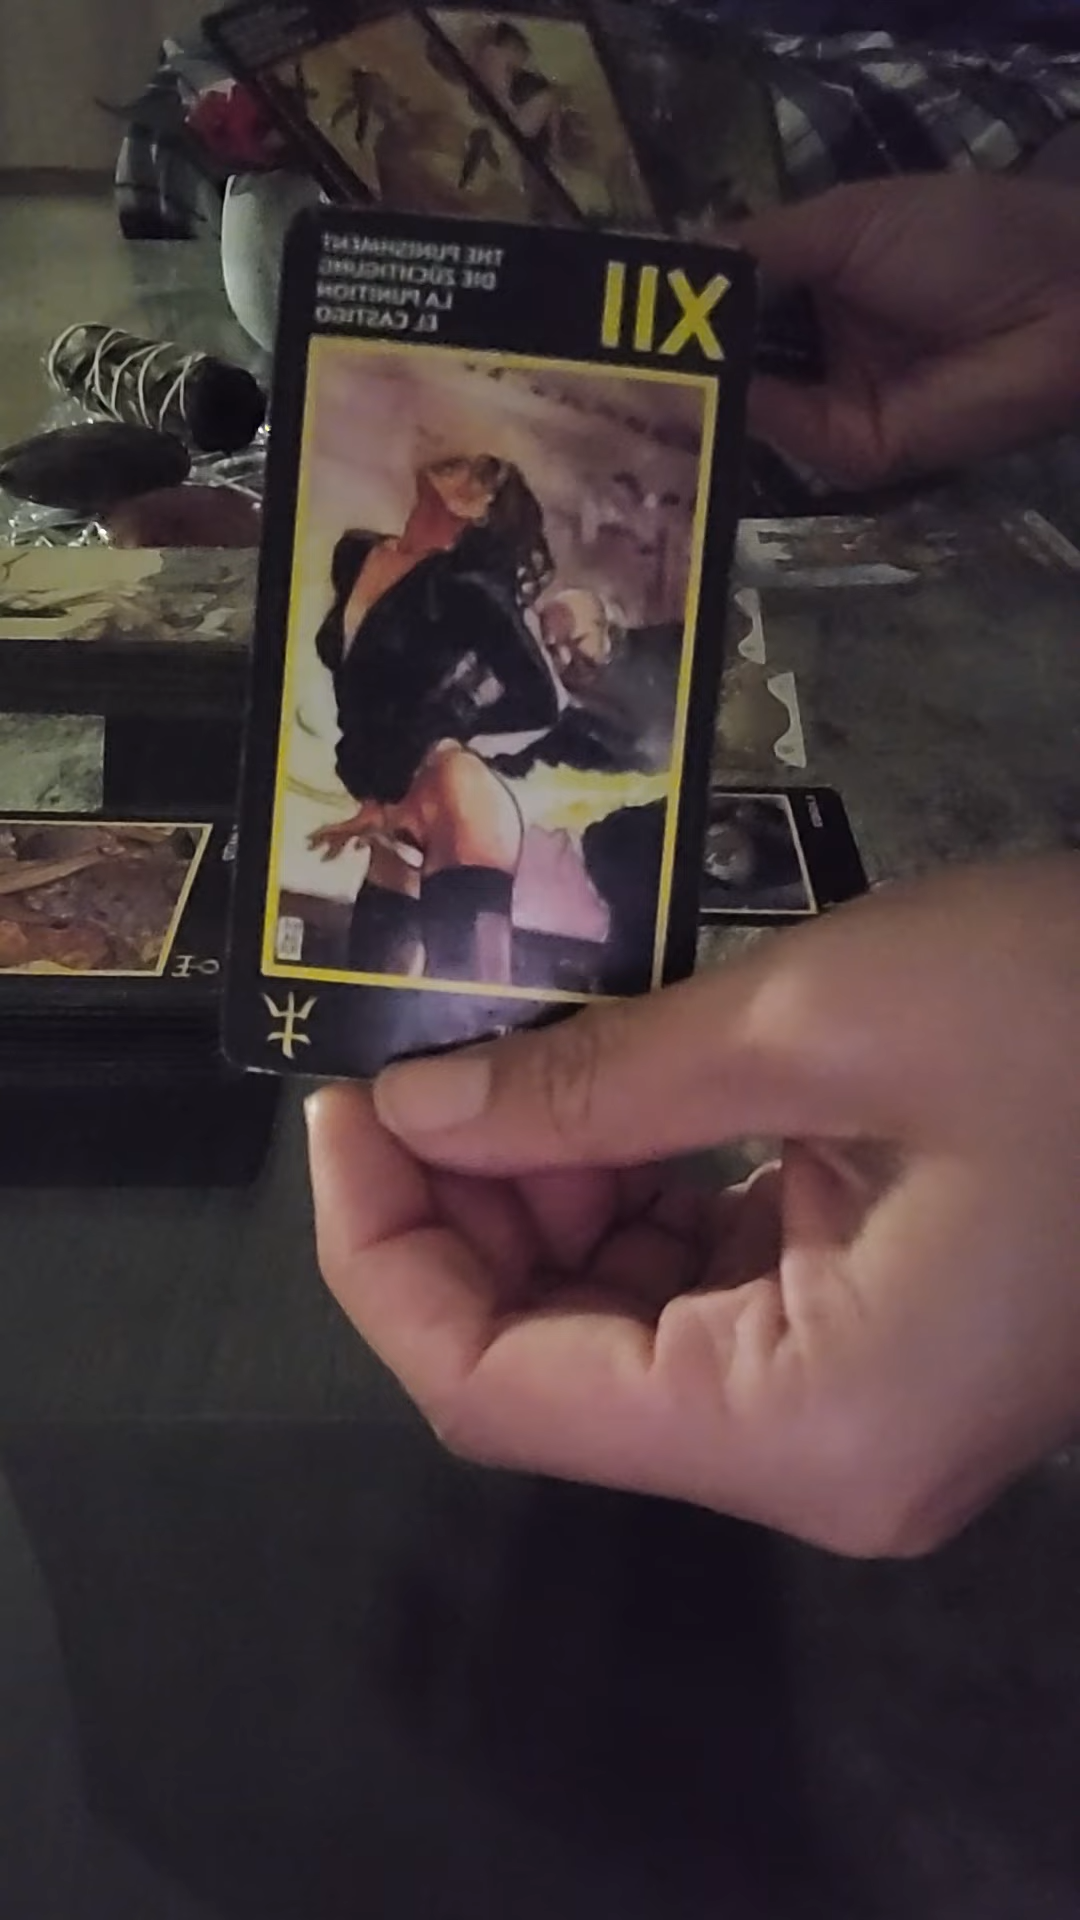 XII
THE PUNISHMENT
DIE ZÜCHTIGUNG
LA PUNITION
EL CASTIGO